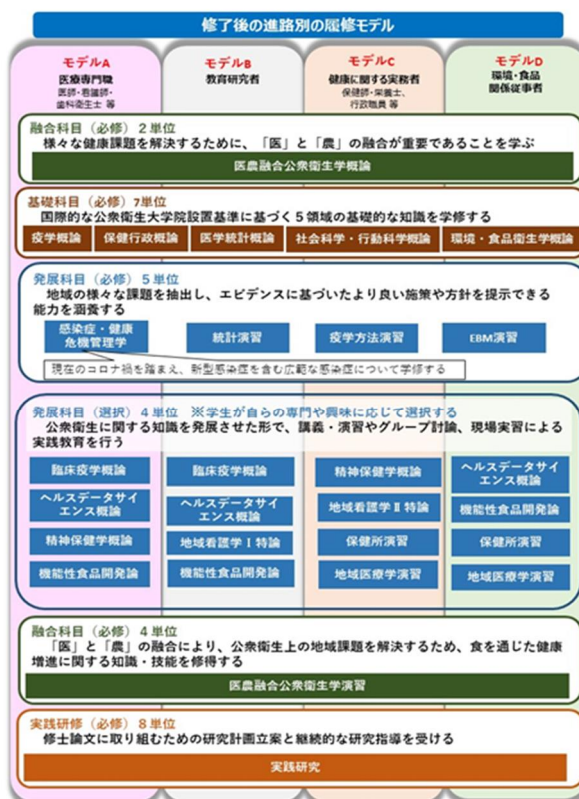 修了後の進路別の履修モデル
モデルA
医療専門職
医師・看護師・
歯科衛生士 等
モデルB
教育研究者
モデルC
健康に関する実務者
保健師・栄養士、
行政職員 等
モデルD
環境・食品
関係従事者
融合科目（必修）２単位
様々な健康課題を解決するために、「医」と「農」の融合が重要であることを学ぶ
医農融合公衆衛生学概論
基礎科目（必修）7単位
国際的な公衆衛生大学院設置基準に基づく５領域の基礎的な知識を学修する
疫学概論
保健行政概論
医学統計概論
社会科学・行動科学概論
環境・食品衛生学概論
発展科目（必修）５単位
地域の様々な課題を抽出し、エビデンスに基づいたより良い施策や方針を提示できる
能力を涵養する
感染症・健康
危機管理学
統計演習
疫学方法演習
EBM演習
現在のコロナ禍を踏まえ、新型感染症を含む広範な感染症について学修する
発展科目（選択）４単位　※学生が自らの専門や興味に応じて選択する
公衆衛生に関する知識を発展させた形で、講義・演習やグループ討論、現場実習による
実践教育を行う
臨床疫学概論
ヘルスデータサイ
エンス概論
精神保健学概論
機能性食品開発論
臨床疫学概論
ヘルスデータサイ
エンス概論
地域看護学Ⅰ特論
機能性食品開発論
精神保健学概論
地域看護学Ⅱ特論
保健所演習
地域医療学演習
ヘルスデータサイ
エンス概論
機能性食品開発論
保健所演習
地域医療学演習
融合科目（必修）４単位
「医」と「農」の融合により、公衆衛生上の地域課題を解決するため、食を通じた健康
増進に関する知識・技能を修得する
医農融合公衆衛生学演習
実践研修（必修）８単位
修士論文に取り組むための研究計画立案と継続的な研究指導を受ける
実践研究